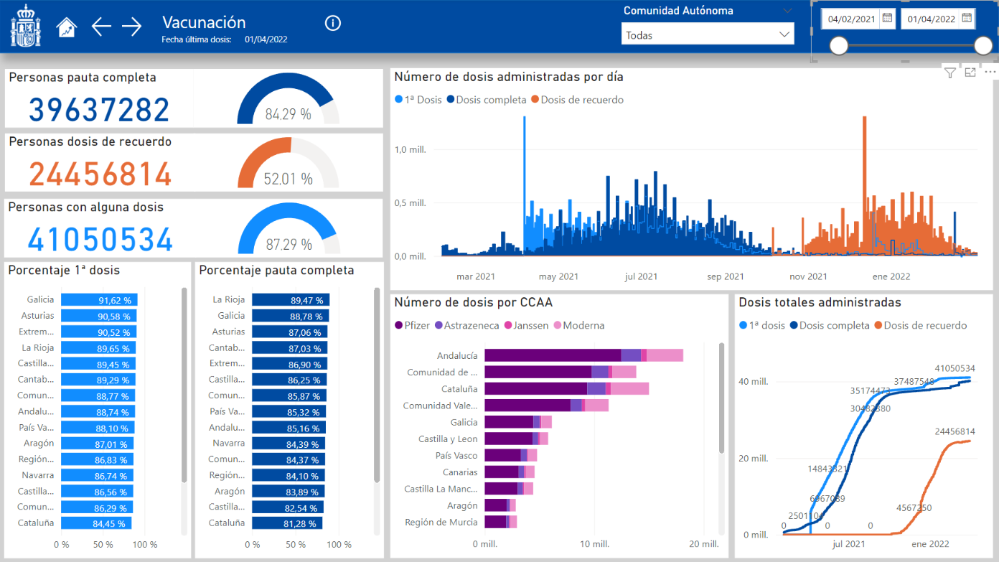 Vacunación
Fecha última dosis: 01/04/2022
Comunidad Autónoma
Todas
04/02/2021
01/04/2022
Personas pauta completa
39637282
84.29 %
Personas dosis de recuerdo
24456814
52,01 %
Personas con alguna dosis
41050534
87.29 %
Número de dosis administradas por día
1ª Dosis Dosis completa Dosis de recuerdo
1,0 mill.
0,5 mill.
0,0 mill.
mar 2021 may 2021 jul 2021 sep 2021 nov 2021 ene 2022
Porcentaje 1ª dosis
Galicia 91,62 %
Asturias 90,58 %
Extrem... 90,52 %
La Rioja 89,65 %
Castilla... 89,45 %
Cantab... 89,29 %
Comun... 88,77 %
Andalu... 88,74 %
País Va... 88,10 %
Aragón 87,01 %
Región... 86,83 %
Navarra 86,74 %
Castilla... 86,56 %
Comun... 86,29 %
Cataluña 84,45 %
0 % 50 % 100 %
Porcentaje pauta completa
La Rioja 89,47 %
Galicia 88,78 %
Asturias 87,06 %
Cantab... 87,03 %
Extrem... 86,90 %
Castilla... 86,25 %
Comun... 85,87 %
País Va... 85,32 %
Andalu... 85,16 %
Navarra 84,39 %
Comun... 84,37 %
Región... 84,10 %
Aragón 83,89 %
Castilla... 82,54 %
Cataluña 81,28 %
0 % 50 % 100 %
Número de dosis por CCAA
Pfizer Astrazeneca Janssen Moderna
Andalucía
Comunidad de ...
Cataluña
Comunidad Vale...
Galicia
Castilla y Leon
País Vasco
Canarias
Castilla La Manc...
Aragón
Región de Murcia
0 mill. 10 mill. 20 mill.
Dosis totales administradas
1ª dosis Dosis completa Dosis de recuerdo
41050534
40 mill.
37487548
35174473
30482380
24456814
20 mill.
14843321
6967089
4567250
0 0 0
0 mill.
jul 2021 ene 2022